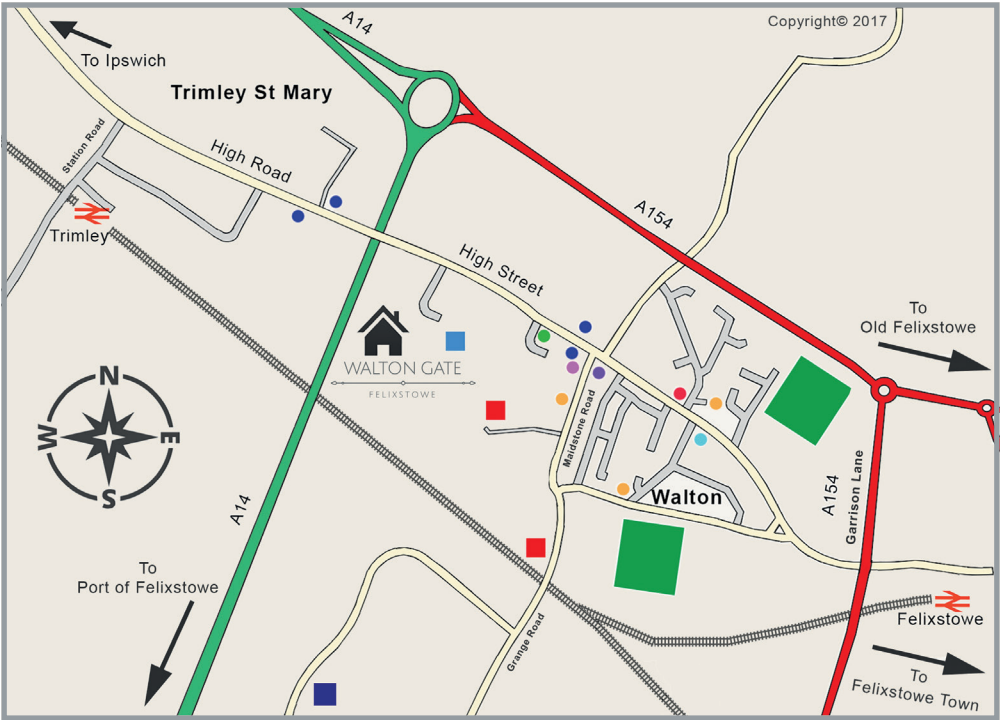 A14
Copyright© 2017
To Ipswich
Trimley St Mary
Station Road
High Road
Trimley
A154
High Street
To
Old Felixstowe
WALTON GATE
FELIXSTOWE
N
W
E
S
Maidstone Road
A14
Walton
A154
Garrison Lane
To
Port of Felixstowe
Grange Road
Felixstowe
To
Felixstowe Town